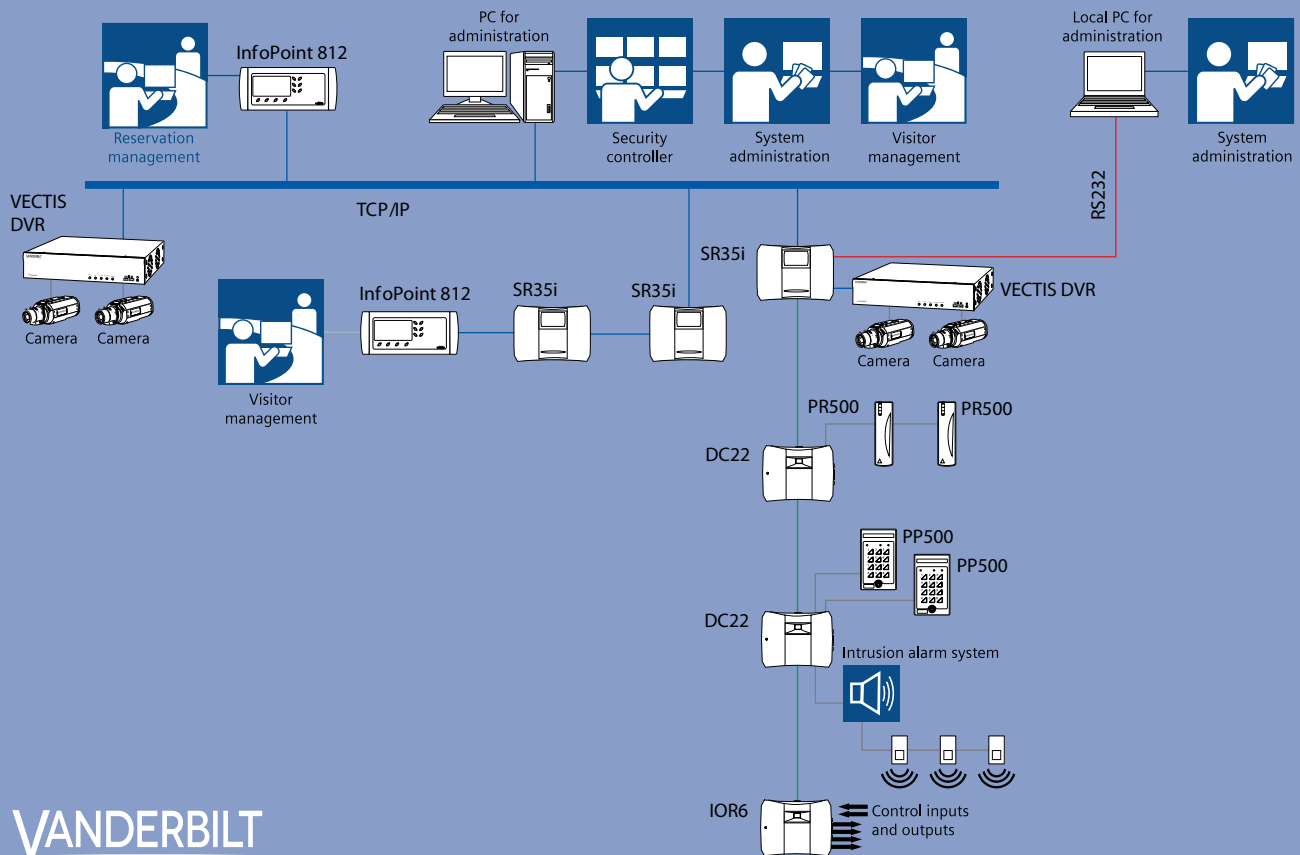 PC for
administration
Local PC for
administration
InfoPoint 812
Reservation
management
Security
controller
System
administration
Visitor
management
System
administration
RS232
TCP/IP
VECTIS
DVR
Camera
Camera
SR35i
VECTIS DVR
Camera
Camera
InfoPoint 812
SR35i
SR35i
Visitor
management
PR500
PR500
DC22
PP500
PP500
DC22
Intrusion alarm system
IOR6
Control inputs
and outputs
VANDERBILT